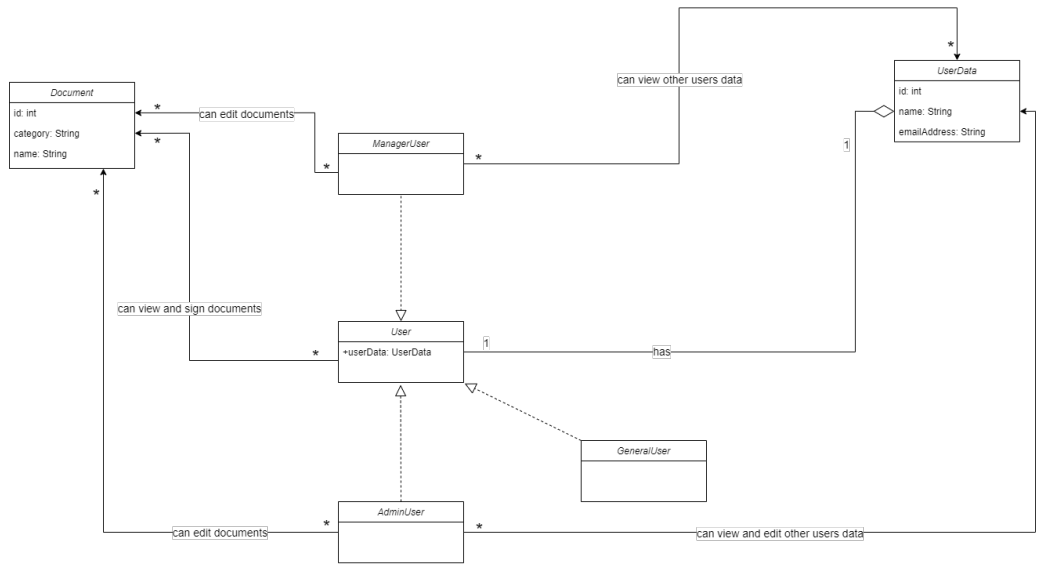 can view other users data
*
UserData
id: int
name: String
emailAddress: String
Document
id: int
category: String
name: String
*
can edit documents
*
*
ManagerUser
*
*
1
*
can view and sign documents
*
User
+userData: UserData
1
has
GeneralUser
AdminUser
*
can edit documents
*
can view and edit other users data